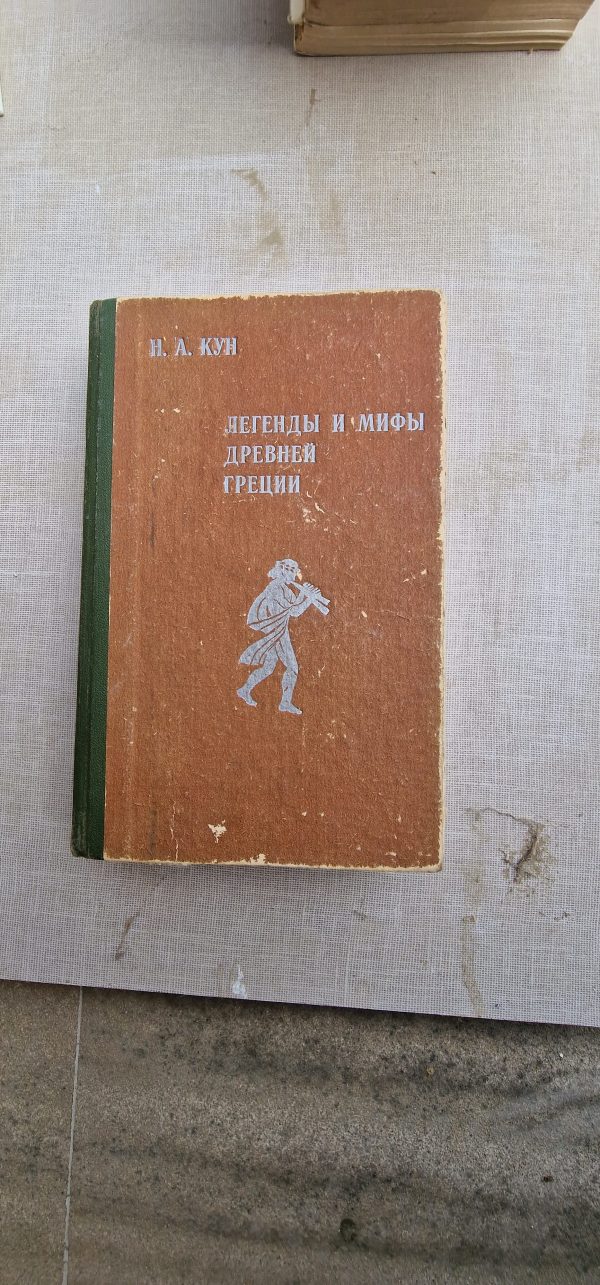 Н. А. КУН
ЛЕГЕНДЫ И МИФЫ
ДРЕВНЕЙ
ГРЕЦИИ